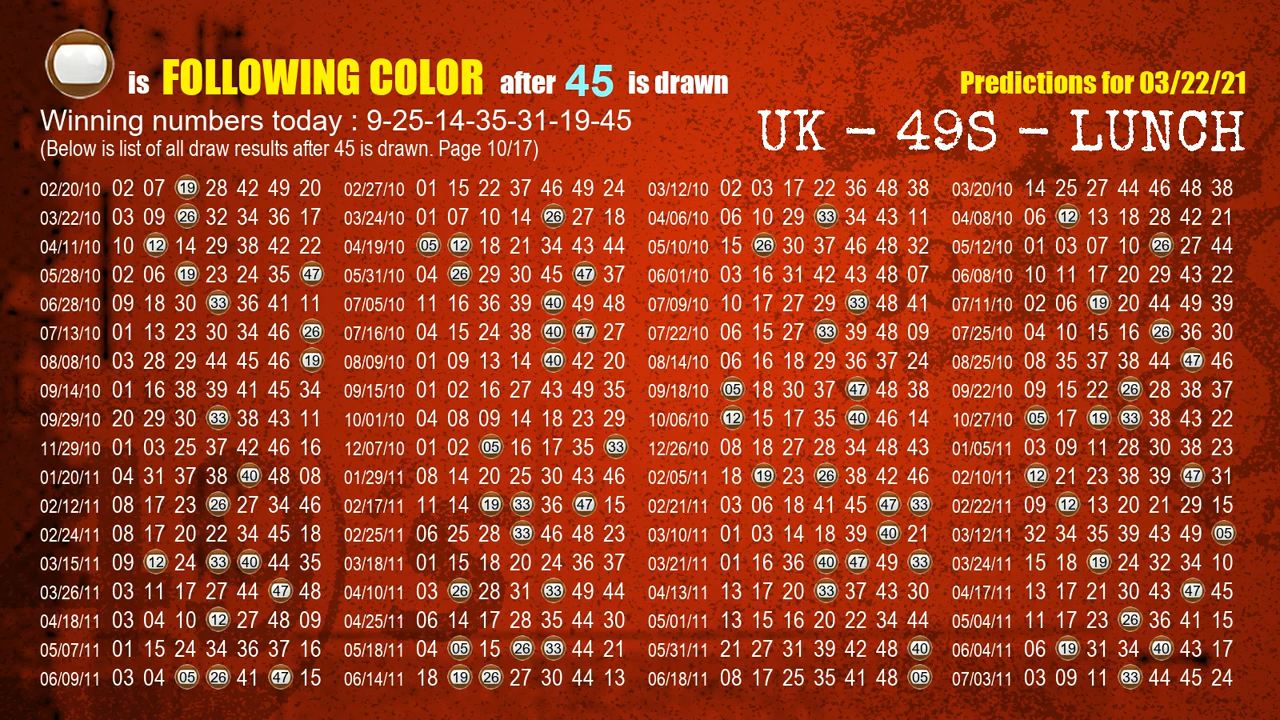 is FOLLOWING COLOR after 45 is drawn
Predictions for 03/22/21
Winning numbers today : 9-25-14-35-31-19-45
UK - 49S - LUNCH
(Below is list of all draw results after 45 is drawn. Page 10/17)
02/20/10 02 07 19 28 42 49 20 02/27/10 01 15 22 37 46 49 24 03/12/10 02 03 17 22 36 48 38 03/20/10 14 25 27 44 46 48 38
03/22/10 03 09 26 32 34 36 17 03/24/10 01 07 10 14 26 27 18 04/06/10 06 10 29 33 34 43 11 04/08/10 06 12 13 18 28 42 21
04/11/10 10 12 14 29 38 42 22 04/19/10 05 12 18 21 34 43 44 05/10/10 15 26 30 37 46 48 32 05/12/10 01 03 07 10 26 27 44
05/28/10 02 06 19 23 24 35 47 05/31/10 04 26 29 30 45 47 37 06/01/10 03 16 31 42 43 48 07 06/08/10 10 11 17 20 29 43 22
06/28/10 09 18 30 33 36 41 11 07/05/10 11 16 36 39 40 49 48 07/09/10 10 17 27 29 33 48 41 07/11/10 02 06 19 20 44 49 39
07/13/10 01 13 23 30 34 46 26 07/16/10 04 15 24 38 40 47 27 07/22/10 06 15 27 33 39 48 09 07/25/10 04 10 15 16 26 36 30
08/08/10 03 28 29 44 45 46 19 08/09/10 01 09 13 14 40 42 20 08/14/10 06 16 18 29 36 37 24 08/25/10 08 35 37 38 44 47 46
09/14/10 01 16 38 39 41 45 34 09/15/10 01 02 16 27 43 49 35 09/18/10 05 18 30 37 47 48 38 09/22/10 09 15 22 26 28 38 37
09/29/10 20 29 30 33 38 43 11 10/01/10 04 08 09 14 18 23 29 10/06/10 12 15 17 35 40 46 14 10/27/10 05 17 19 33 38 43 22
11/29/10 01 03 25 37 42 46 16 12/07/10 01 02 05 16 17 35 33 12/26/10 08 18 27 28 34 48 43 01/05/11 03 09 11 28 30 38 23
01/20/11 04 31 37 38 40 48 08 01/29/11 08 14 20 25 30 43 46 02/05/11 18 19 23 26 38 42 46 02/10/11 12 21 23 38 39 47 31
02/12/11 08 17 23 26 27 34 46 02/17/11 11 14 19 33 36 47 15 02/21/11 03 06 18 41 45 47 33 02/22/11 09 12 13 20 21 29 15
02/24/11 08 17 20 22 34 45 18 02/25/11 06 25 28 33 46 48 23 03/10/11 01 03 14 18 39 40 21 03/12/11 32 34 35 39 43 49 05
03/15/11 09 12 24 33 40 44 35 03/18/11 01 15 18 20 24 36 37 03/21/11 01 16 36 40 47 49 33 03/24/11 15 18 19 24 32 34 10
03/26/11 03 11 17 27 44 47 48 04/10/11 03 26 28 31 33 49 44 04/13/11 13 17 20 33 37 43 30 04/17/11 13 17 21 30 43 47 45
04/18/11 03 04 10 12 27 48 09 04/25/11 06 14 17 28 35 44 30 05/01/11 13 15 16 20 22 34 44 05/04/11 11 17 23 26 36 41 15
05/07/11 01 15 24 34 36 37 16 05/18/11 04 05 15 26 33 44 21 05/31/11 21 27 31 39 42 48 40 06/04/11 06 19 31 34 40 43 17
06/09/11 03 04 05 26 41 47 15 06/14/11 18 19 26 27 30 44 13 06/18/11 08 17 25 35 41 48 05 07/03/11 03 09 11 33 44 45 24